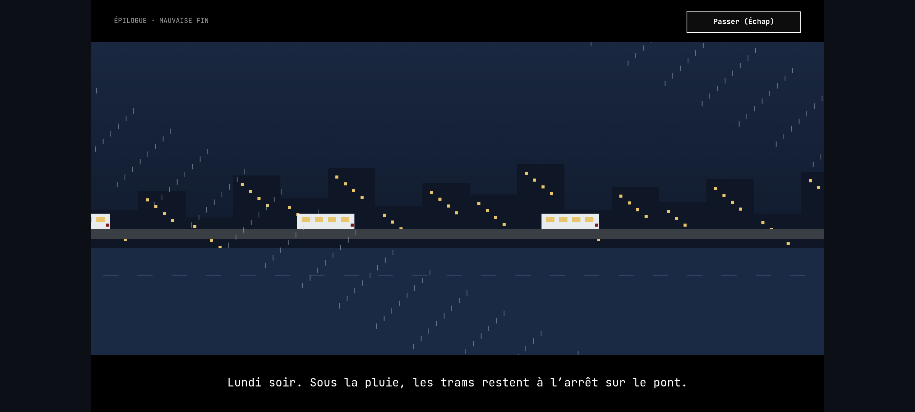 ÉPILOGUE · MAUVAISE FIN
Passer (Échap)
Lundi soir. Sous la pluie, les trams restent à l’arrêt sur le pont.